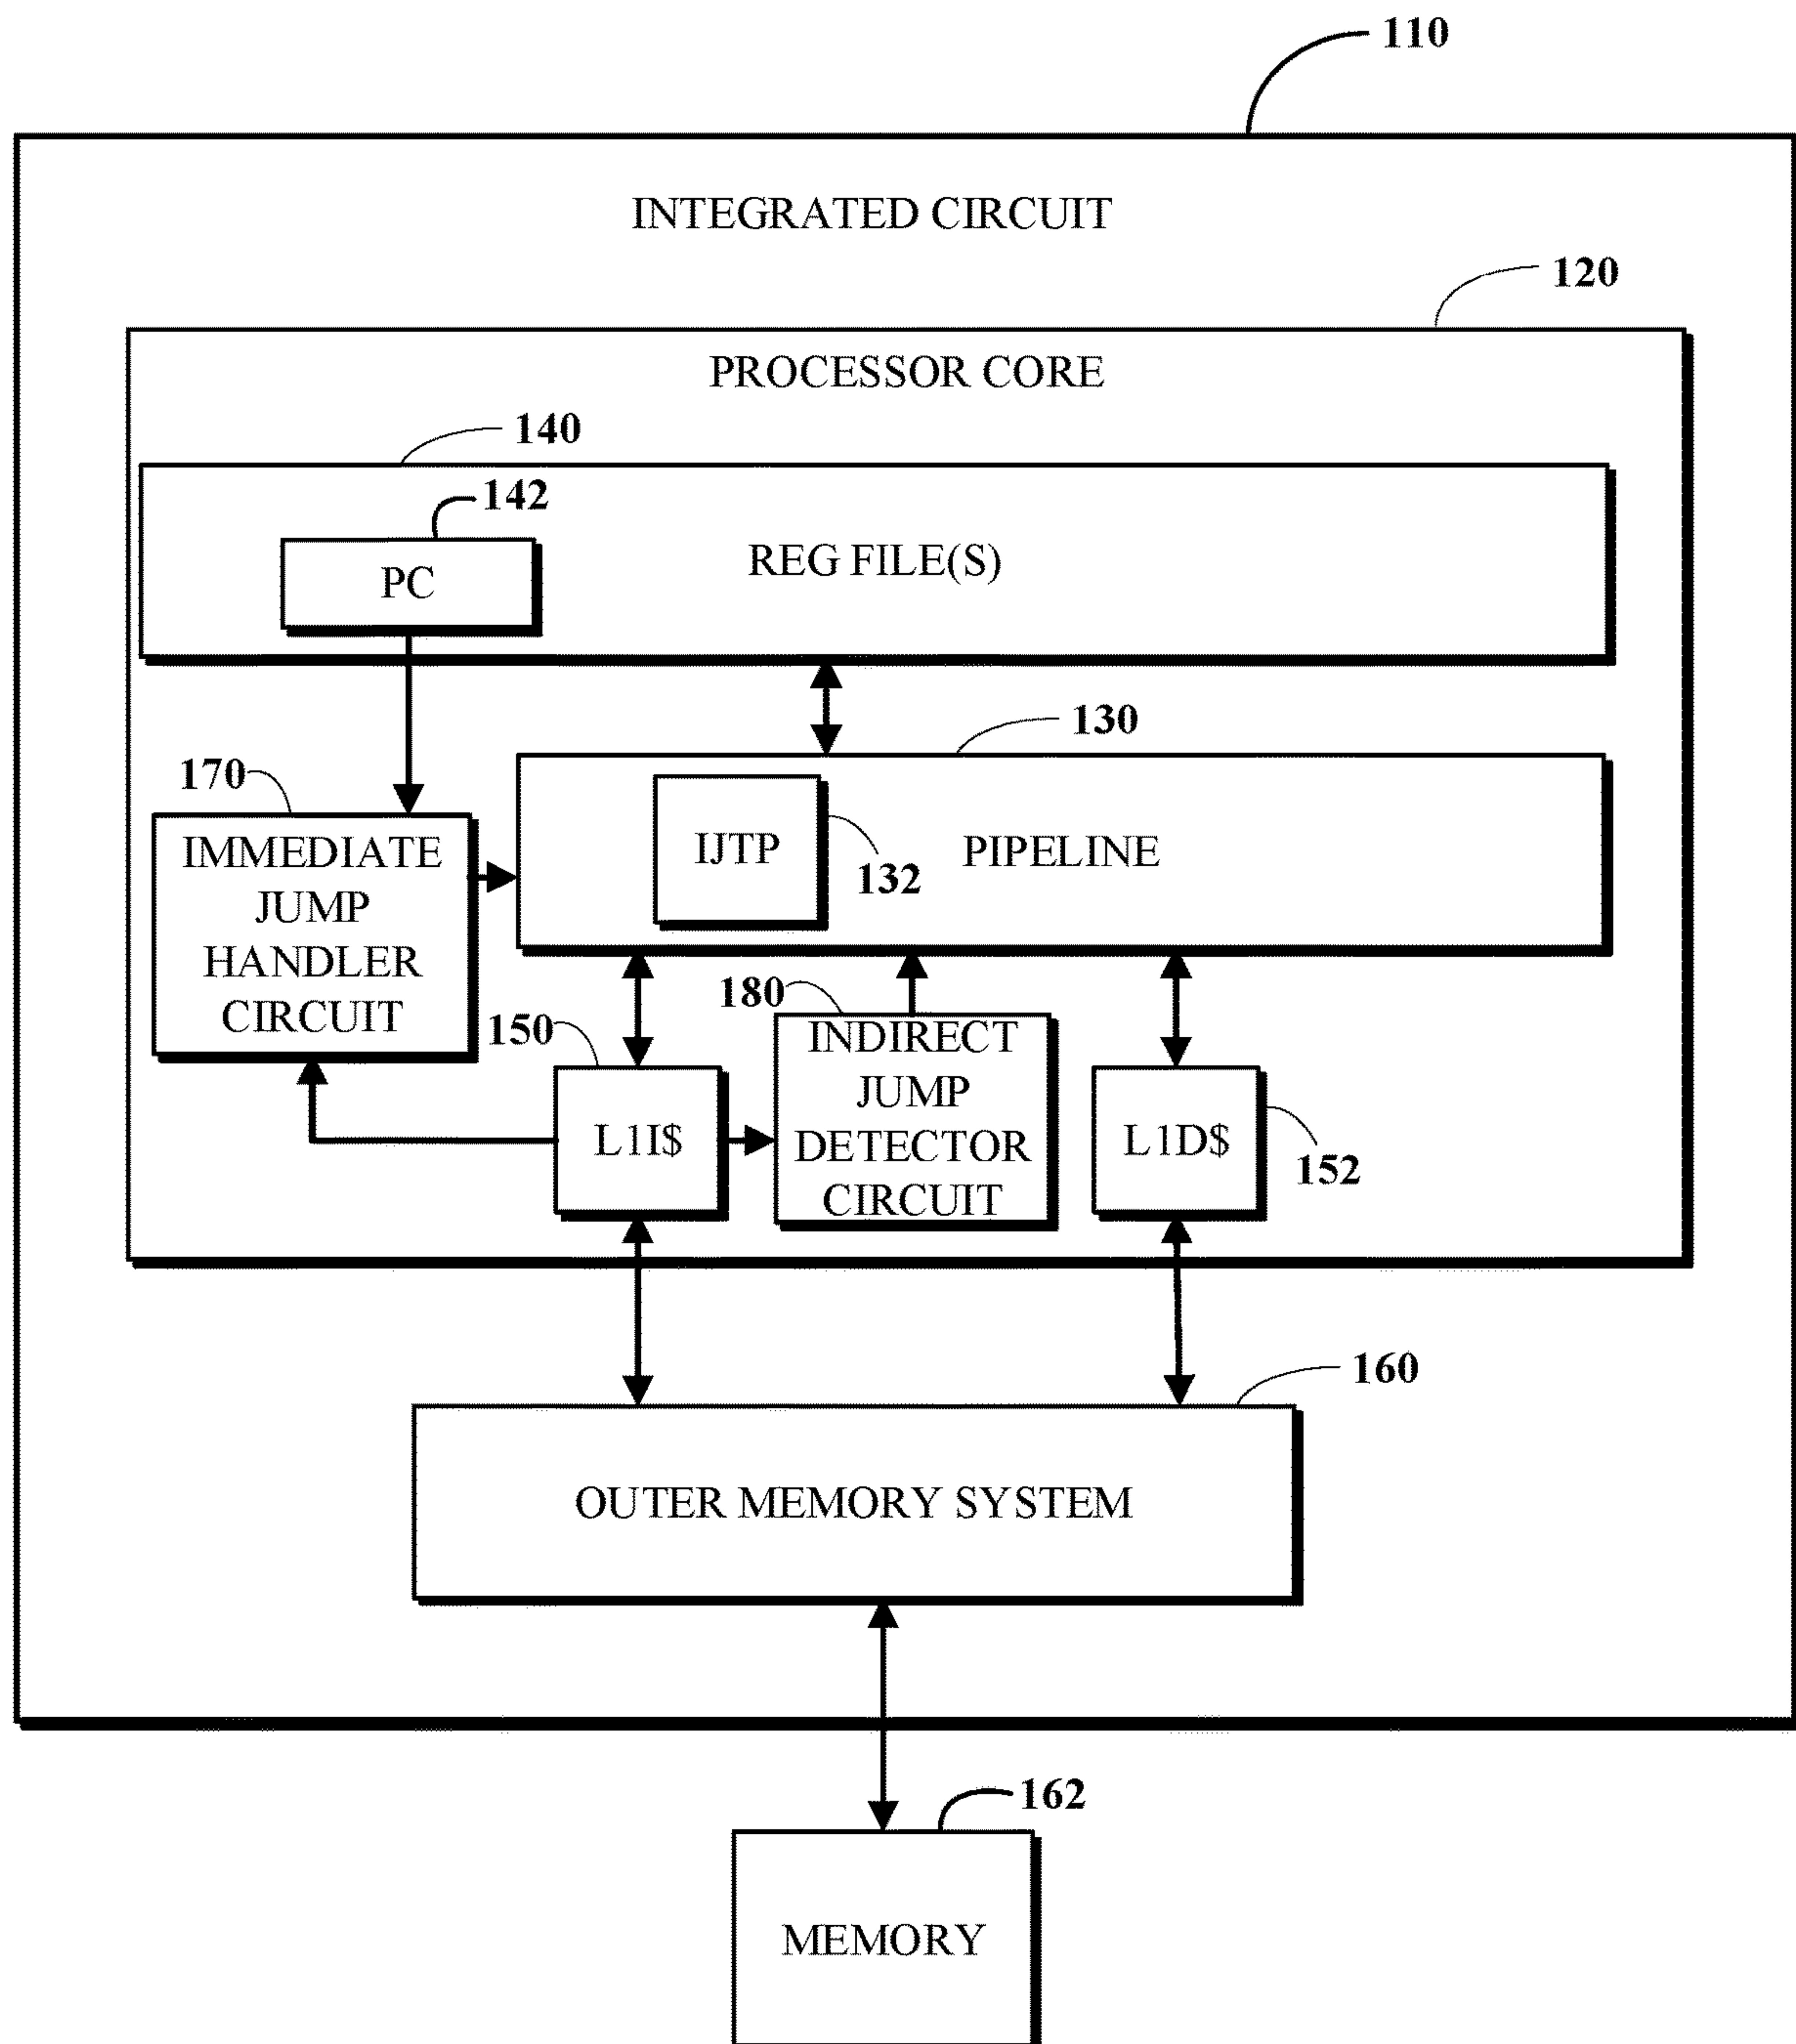 110
INTEGRATED CIRCUIT
120
PROCESSOR CORE
140
142
REG FILE(S)
PC
130
170
IJTP
PIPELINE
132
IMMEDIATE
JUMP
HANDLER
CIRCUIT
180
150
INDIRECT
JUMP
DETECTOR
CIRCUIT
L1I$
L1D$
152
160
OUTER MEMORY SYSTEM
162
MEMORY